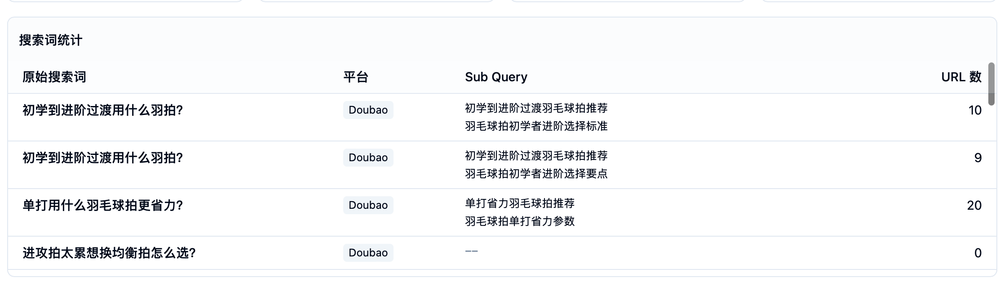 搜索词统计
原始搜索词 平台 Sub Query URL 数
初学到进阶过渡用什么羽拍? Doubao 初学到进阶过渡羽毛球拍推荐 10
羽毛球拍初学者进阶选择标准
初学到进阶过渡用什么羽拍? Doubao 初学到进阶过渡羽毛球拍推荐 9
羽毛球拍初学者进阶选择要点
单打用什么羽毛球拍更省力? Doubao 单打省力羽毛球拍推荐 20
羽毛球拍单打省力参数
进攻拍太累想换均衡拍怎么选? Doubao — 0